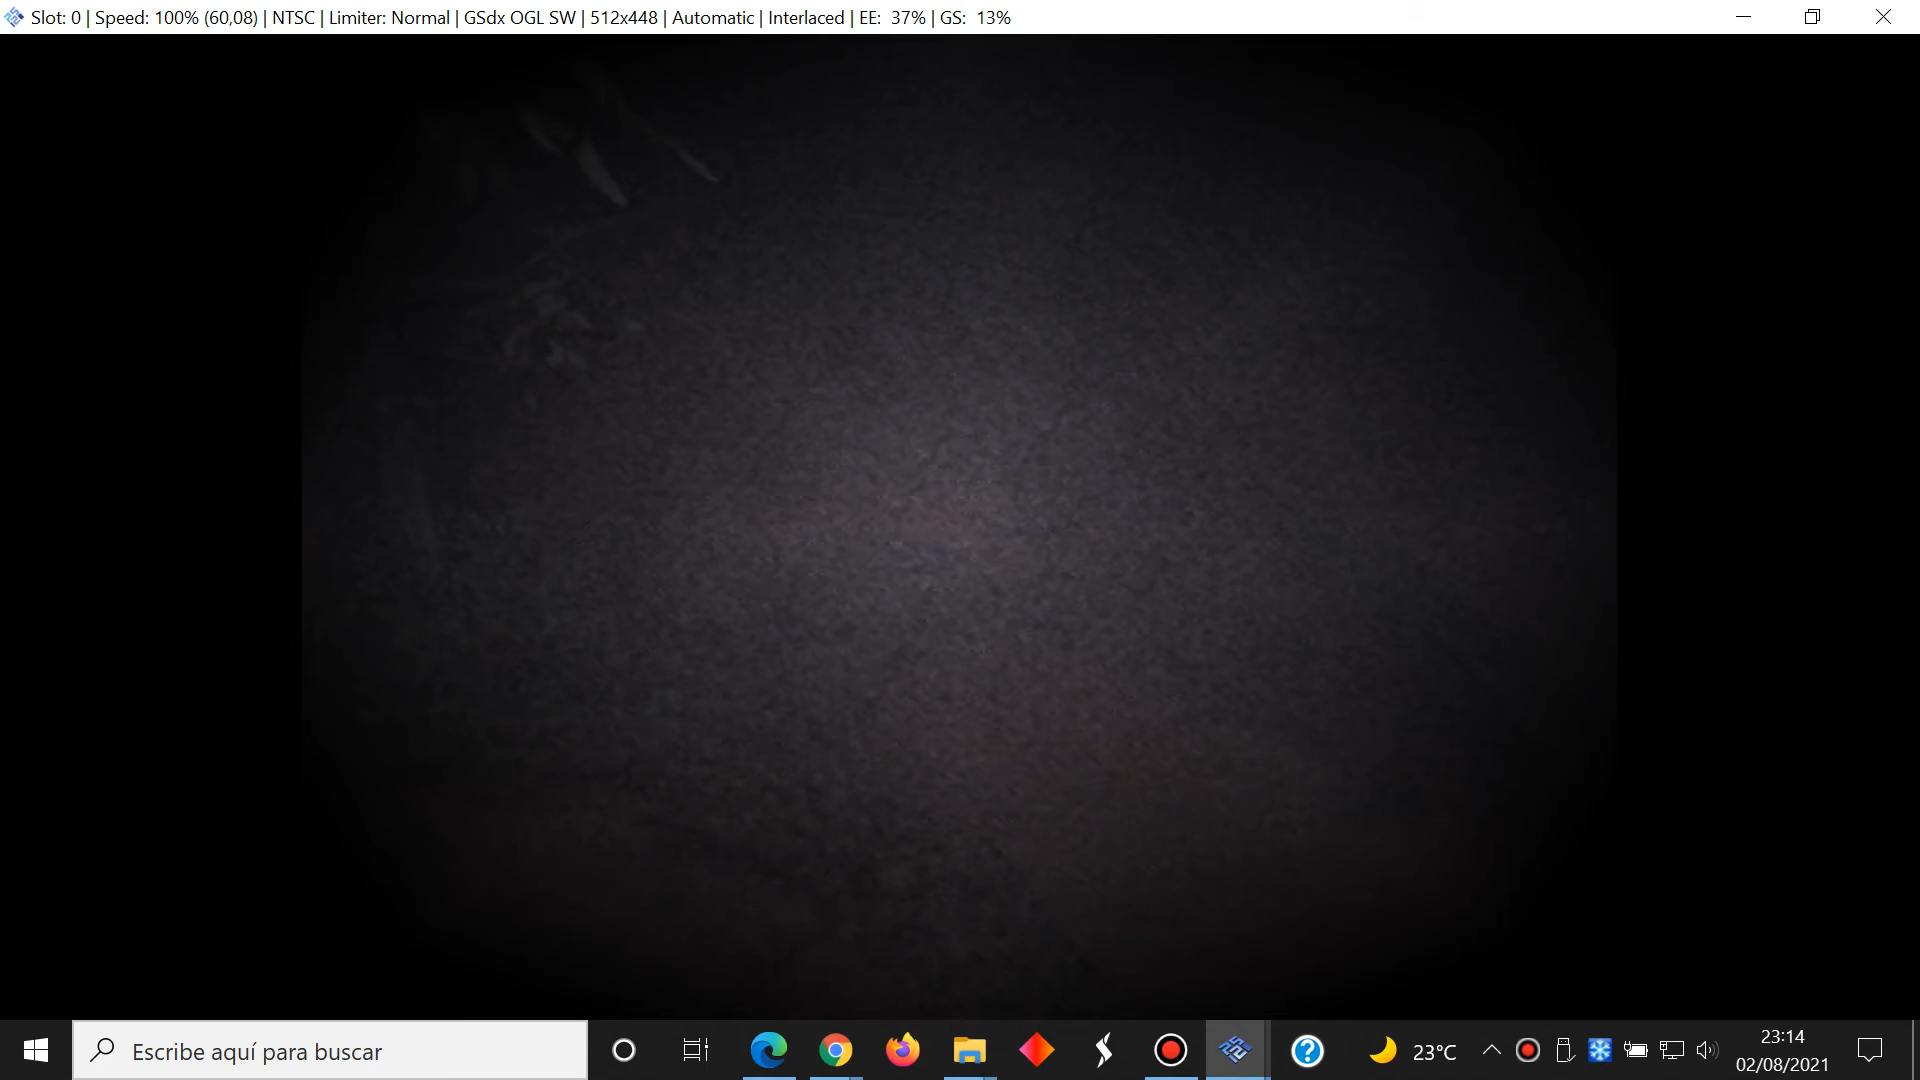 Slot: 0 | Speed: 100% (60,08) | NTSC | Limiter: Normal | GSdx OGL SW | 512x448 | Automatic | Interlaced | EE:  37% | GS:  13%
Escribe aquí para buscar
23°C
23:14
02/08/2021